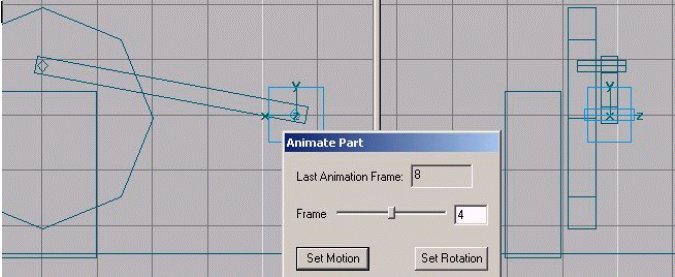 y
x z
Animate Part
Last Animation Frame: 8
Frame 4
Set Motion Set Rotation
y
x z